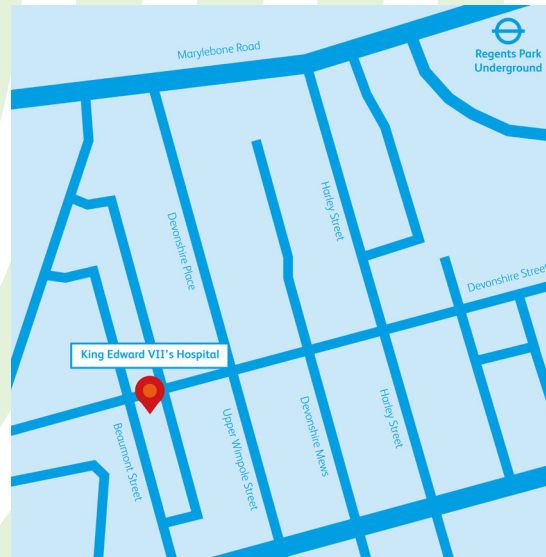 Marylebone Road
Regents Park
Underground
Harley Street
Devonshire Place
Devonshire Street
King Edward VII's Hospital
Beaumont Street
Upper Wimpole Street
Devonshire Mews
Harley Street